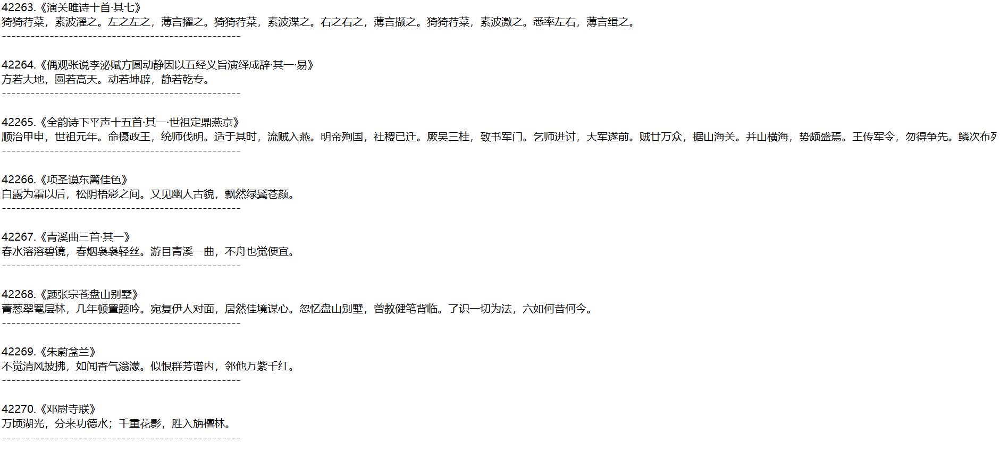 42263.《演关雎诗十首·其七》
猗猗荇菜，素波濯之。左之左之，薄言擢之。猗猗荇菜，素波渫之。右之右之，薄言撷之。猗猗荇菜，素波激之。悉率左右，薄言缉之。
--------------------------------------------------
42264.《偶观张说李泌赋方圆动静因以五经义旨演绎成辞·其一·易》
方若大地，圆若高天。动若坤辟，静若乾专。
--------------------------------------------------
42265.《全韵诗下平声十五首·其一·世祖定鼎燕京》
顺治甲申，世祖元年。命摄政王，统师伐明。适于其时，流贼入燕。明帝殉国，社稷已迁。厥吴三桂，致书军门。乞师进讨，大军遂前。贼廿万众，据山海关。并山横海，势颇盛焉。王传军令，勿得争先。鳞次布列
--------------------------------------------------
42266.《项圣谟东篱佳色》
白露为霜以后，松阴梧影之间。又见幽人古貌，飘然绿鬓苍颜。
--------------------------------------------------
42267.《青溪曲三首·其一》
春水溶溶碧镜，春烟袅袅轻丝。游目青溪一曲，不舟也觉便宜。
--------------------------------------------------
42268.《题张宗苍盘山别墅》
菁葱翠罨层林，几年顿置题吟。宛复伊人对面，居然佳境谋心。忽忆盘山别墅，曾教健笔背临。了识一切为法，六如何昔何今。
--------------------------------------------------
42269.《朱蔚盆兰》
不觉清风披拂，如闻香气滃濛。似恨群芳谱内，邻他万紫千红。
--------------------------------------------------
42270.《邓尉寺联》
万顷湖光，分来功德水；千重花影，胜入旃檀林。
--------------------------------------------------